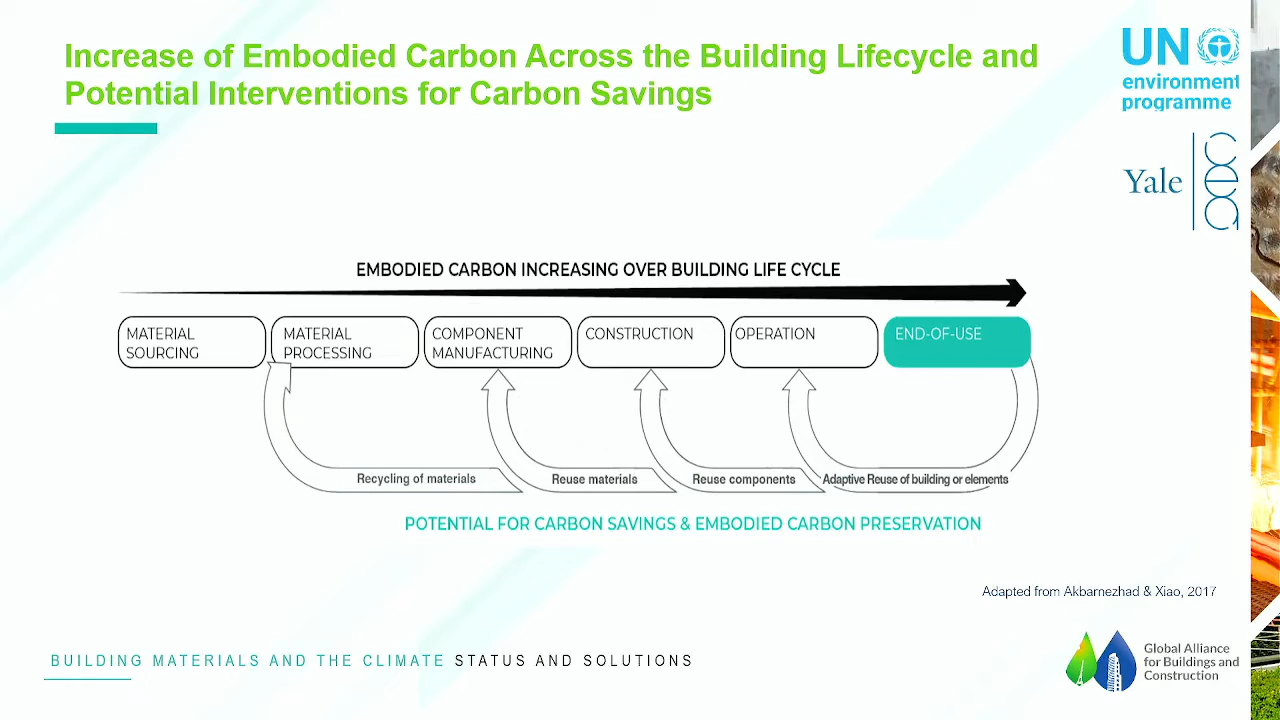 Increase of Embodied Carbon Across the Building Lifecycle and
Potential Interventions for Carbon Savings
UN
environment
programme
Yale
cea
EMBODIED CARBON INCREASING OVER BUILDING LIFE CYCLE
MATERIAL
SOURCING
MATERIAL
PROCESSING
COMPONENT
MANUFACTURING
CONSTRUCTION
OPERATION
END-OF-USE
Recycling of materials
Reuse materials
Reuse components
Adaptive Reuse of building or elements
POTENTIAL FOR CARBON SAVINGS & EMBODIED CARBON PRESERVATION
Adapted from Akbarnezhad & Xiao, 2017
BUILDING MATERIALS AND THE CLIMATE STATUS AND SOLUTIONS
Global Alliance
for Buildings and
Construction